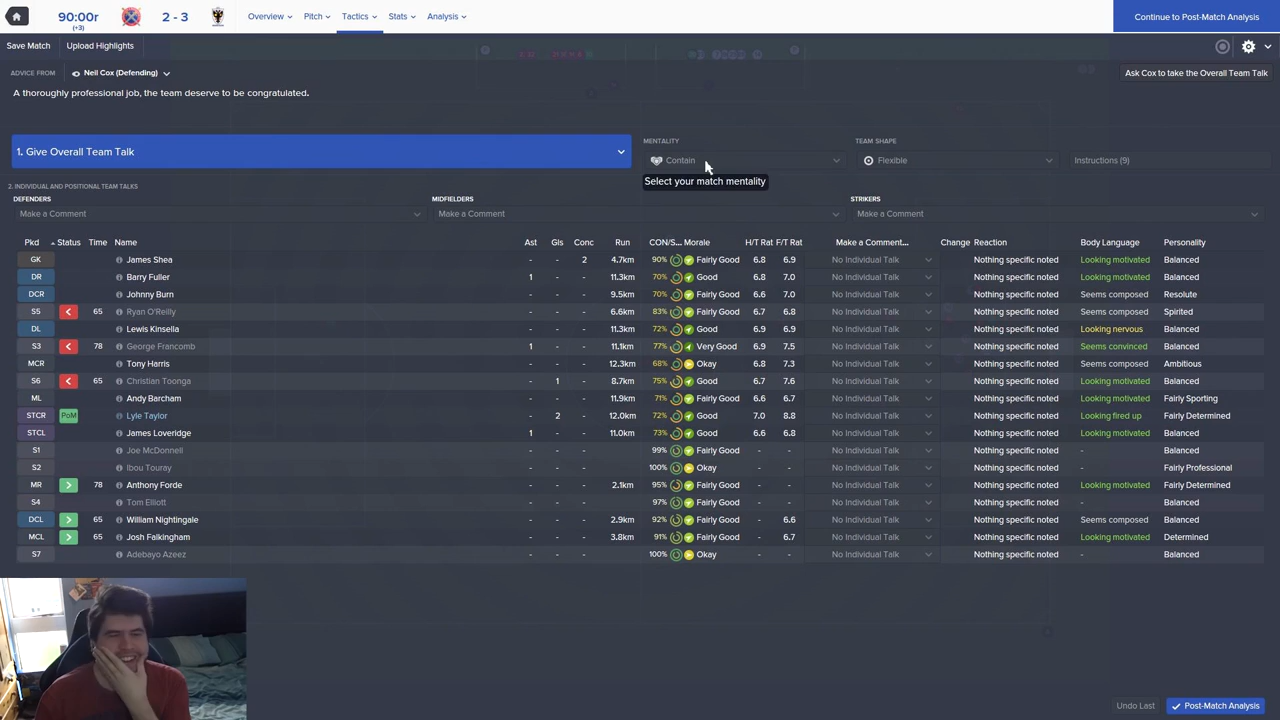 90:00r
(+3)
2 - 3
Overview Pitch Tactics Stats Analysis
Continue to Post-Match Analysis
Save Match Upload Highlights
ADVICE FROM Neil Cox (Defending)
Ask Cox to take the Overall Team Talk
A thoroughly professional job, the team deserve to be congratulated.
MENTALITY TEAM SHAPE
1. Give Overall Team Talk
Contain Flexible Instructions (9)
Select your match mentality
2. INDIVIDUAL AND POSITIONAL TEAM TALKS
DEFENDERS MIDFIELDERS STRIKERS
Make a Comment Make a Comment Make a Comment
Pkd Status Time Name Ast Gls Conc Run CON/S... Morale H/T Rat F/T Rat Make a Comment... Change Reaction Body Language Personality
GK James Shea - - 2 4.7km 90% Fairly Good 6.8 6.9 No Individual Talk Nothing specific noted Looking motivated Balanced
DR Barry Fuller 1 - - 11.3km 70% Good 6.8 7.0 No Individual Talk Nothing specific noted Looking motivated Balanced
DCR Johnny Burn - - - 9.5km 70% Fairly Good 6.6 7.0 No Individual Talk Nothing specific noted Seems composed Resolute
S5 65 Ryan O'Reilly - - - 6.6km 83% Fairly Good 6.7 6.8 No Individual Talk Nothing specific noted Seems composed Spirited
DL Lewis Kinsella - - - 11.3km 72% Good 6.9 6.9 No Individual Talk Nothing specific noted Looking nervous Balanced
S3 78 George Francomb 1 - - 11.1km 77% Very Good 6.9 7.5 No Individual Talk Nothing specific noted Seems convinced Balanced
MCR Tony Harris - - - 12.3km 68% Okay 6.8 7.3 No Individual Talk Nothing specific noted Seems composed Ambitious
S6 65 Christian Toonga - 1 - 8.7km 75% Good 6.7 7.6 No Individual Talk Nothing specific noted Looking motivated Balanced
ML Andy Barcham - - - 11.9km 71% Fairly Good 6.6 6.7 No Individual Talk Nothing specific noted Looking motivated Fairly Sporting
STCR PoM Lyle Taylor - 2 - 12.0km 72% Good 7.0 8.8 No Individual Talk Nothing specific noted Looking fired up Fairly Determined
STCL James Loveridge 1 - - 11.0km 73% Good 6.6 6.8 No Individual Talk Nothing specific noted Looking motivated Balanced
S1 Joe McDonnell 99% Fairly Good - - No Individual Talk Nothing specific noted - Balanced
S2 Ibou Touray 100% Okay - - No Individual Talk Nothing specific noted - Fairly Professional
MR 78 Anthony Forde - - - 2.1km 95% Fairly Good - - No Individual Talk Nothing specific noted Looking motivated Fairly Determined
S4 Tom Elliott 97% Fairly Good - - No Individual Talk Nothing specific noted - Balanced
DCL 65 William Nightingale - - - 2.9km 92% Fairly Good - 6.6 No Individual Talk Nothing specific noted Seems composed Balanced
MCL 65 Josh Falkingham - - - 3.8km 91% Fairly Good - 6.7 No Individual Talk Nothing specific noted Looking motivated Determined
S7 Adebayo Azeez 100% Okay - - No Individual Talk Nothing specific noted - Balanced
Undo Last Post-Match Analysis